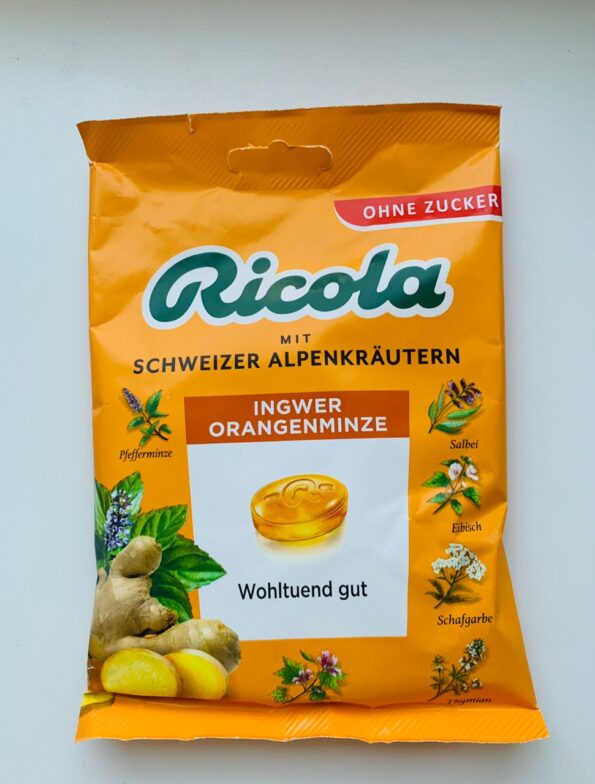 OHNE ZUCKER
Ricola
MIT
SCHWEIZER ALPENKRÄUTERN
INGWER
ORANGENMINZE
Pfefferminze
Salbei
Eibisch
Wohltuend gut
Schafgarbe
Thymian